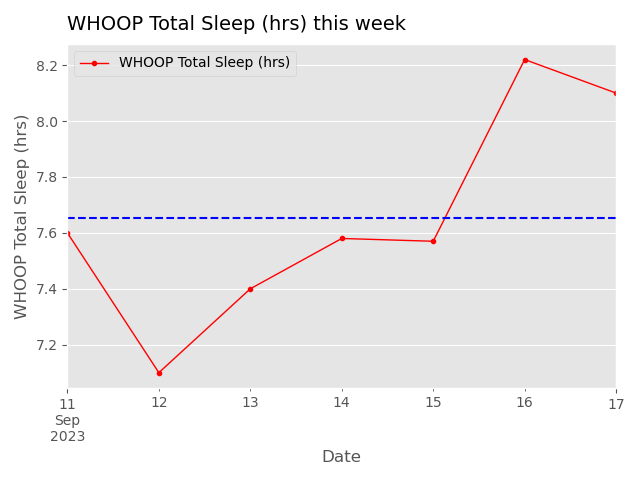 WHOOP Total Sleep (hrs) this week
WHOOP Total Sleep (hrs)
WHOOP Total Sleep (hrs)
8.2
8.0
7.8
7.6
7.4
7.2
11 12 13 14 15 16 17
Sep
2023
Date